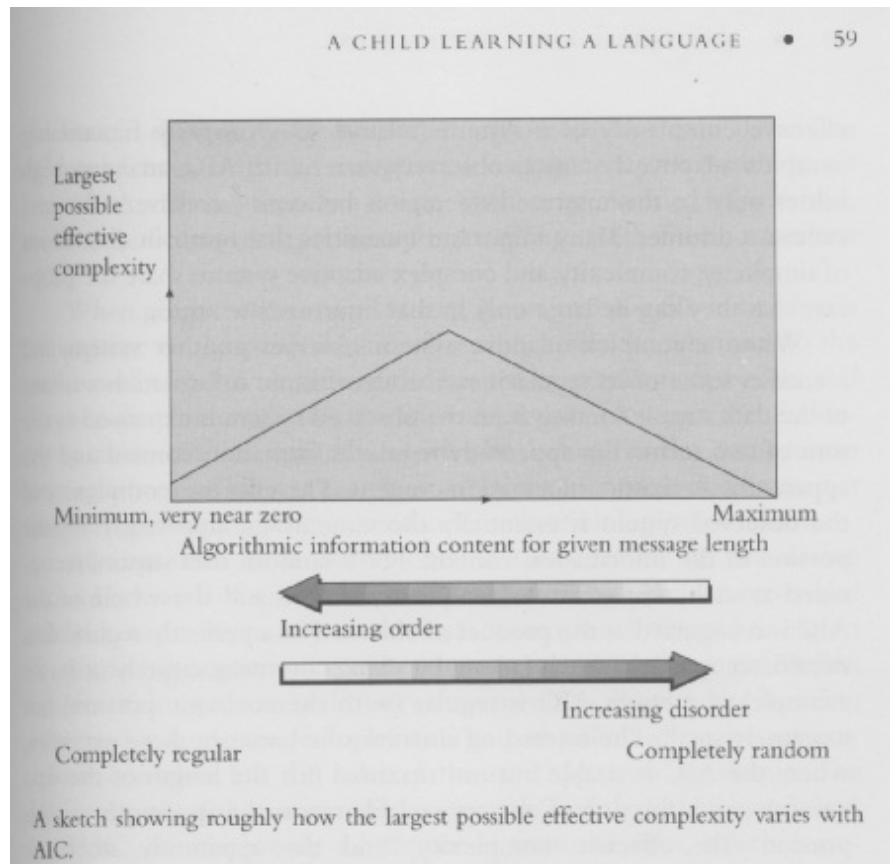 A CHILD LEARNING A LANGUAGE • 59
Largest
possible
effective
complexity
Minimum, very near zero
Maximum
Algorithmic information content for given message length
Increasing order
Increasing disorder
Completely regular
Completely random
A sketch showing roughly how the largest possible effective complexity varies with
AIC.